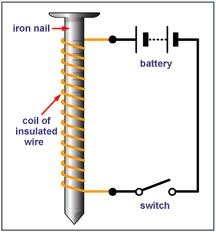 iron nail
battery
coil of
insulated
wire
switch